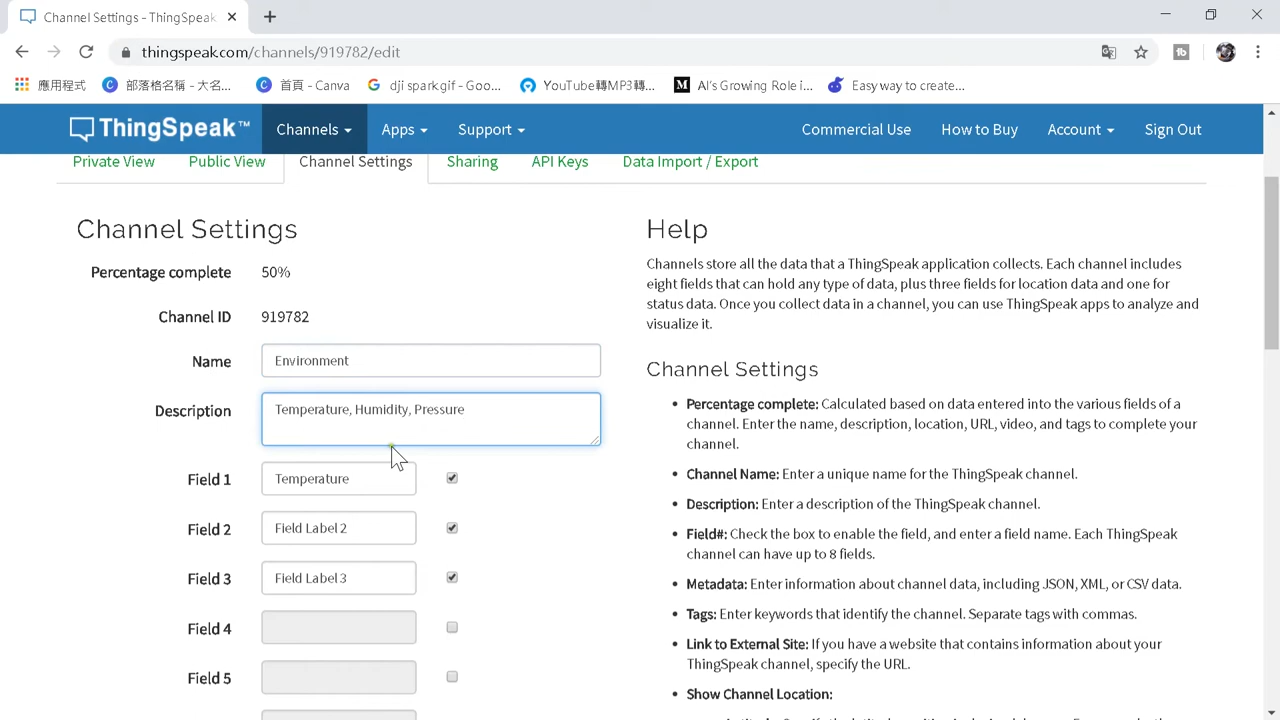 Channel Settings - ThingSpeak
thingspeak.com/channels/919782/edit
應用程式
部落格名稱 - 大名...
首頁 - Canva
dji spark gif - Goo...
YouTube轉MP3轉...
AI's Growing Role i...
Easy way to create...
ThingSpeak™
Channels
Apps
Support
Commercial Use
How to Buy
Account
Sign Out
Private View
Public View
Channel Settings
Sharing
API Keys
Data Import / Export
Channel Settings
Percentage complete 50%
Channel ID 919782
Name Environment
Description Temperature, Humidity, Pressure
Field 1 Temperature
Field 2 Field Label 2
Field 3 Field Label 3
Field 4
Field 5
Help
Channels store all the data that a ThingSpeak application collects. Each channel includes
eight fields that can hold any type of data, plus three fields for location data and one for
status data. Once you collect data in a channel, you can use ThingSpeak apps to analyze and
visualize it.
Channel Settings
• Percentage complete: Calculated based on data entered into the various fields of a
channel. Enter the name, description, location, URL, video, and tags to complete your
channel.
• Channel Name: Enter a unique name for the ThingSpeak channel.
• Description: Enter a description of the ThingSpeak channel.
• Field#: Check the box to enable the field, and enter a field name. Each ThingSpeak
channel can have up to 8 fields.
• Metadata: Enter information about channel data, including JSON, XML, or CSV data.
• Tags: Enter keywords that identify the channel. Separate tags with commas.
• Link to External Site: If you have a website that contains information about your
ThingSpeak channel, specify the URL.
• Show Channel Location: